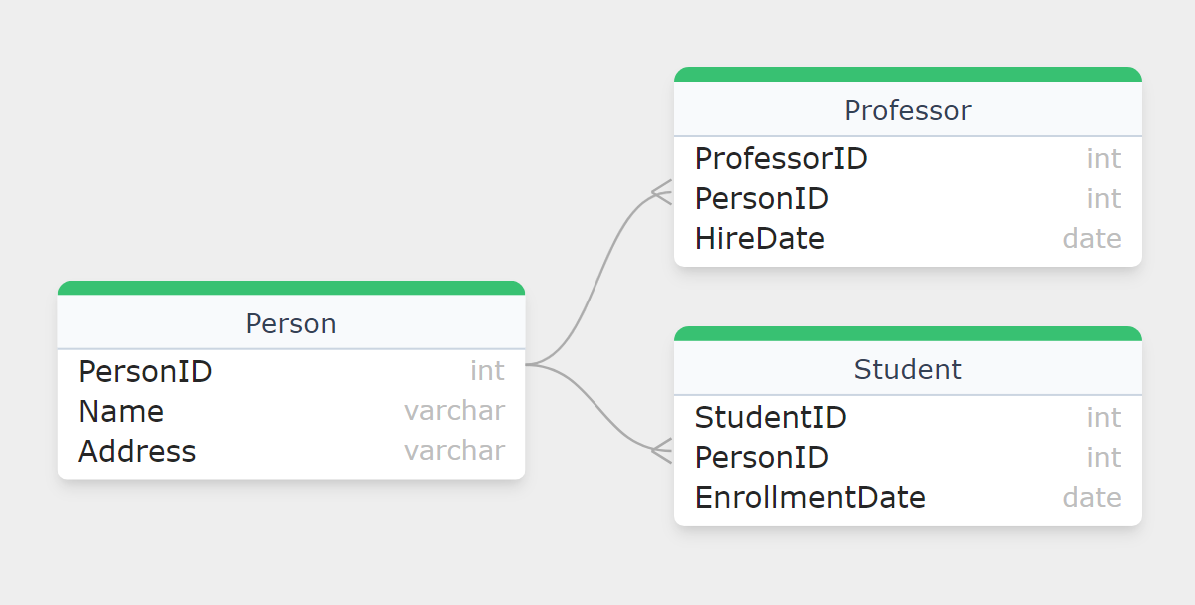 Professor
ProfessorID int
PersonID int
HireDate date
Person
PersonID int
Name varchar
Address varchar
Student
StudentID int
PersonID int
EnrollmentDate date